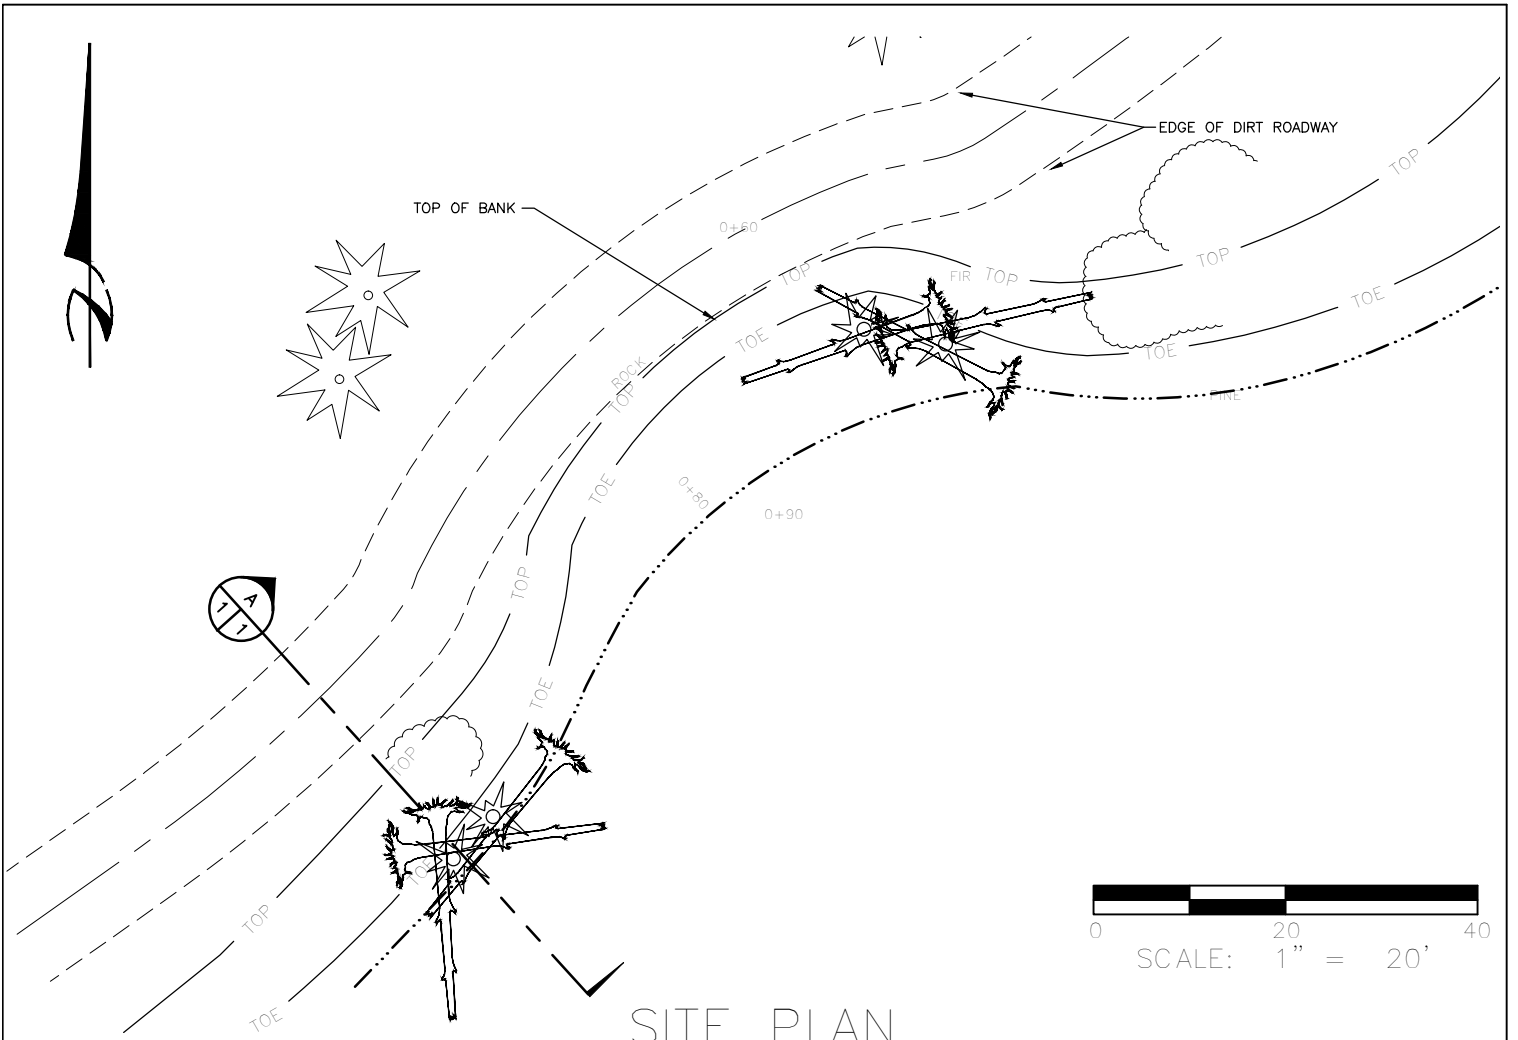 EDGE OF DIRT ROADWAY
TOP
TOP OF BANK
0+60
TOP
TOP
FIR
TOP
TOE
TOE
TOE
ROCK
TOP
PINE
TOE
0+80
0+90
TOP
A
1
1
TOE
TOP
TOE
TOP
TOE
0 20 40
SCALE: 1" = 20'
SITE PLAN